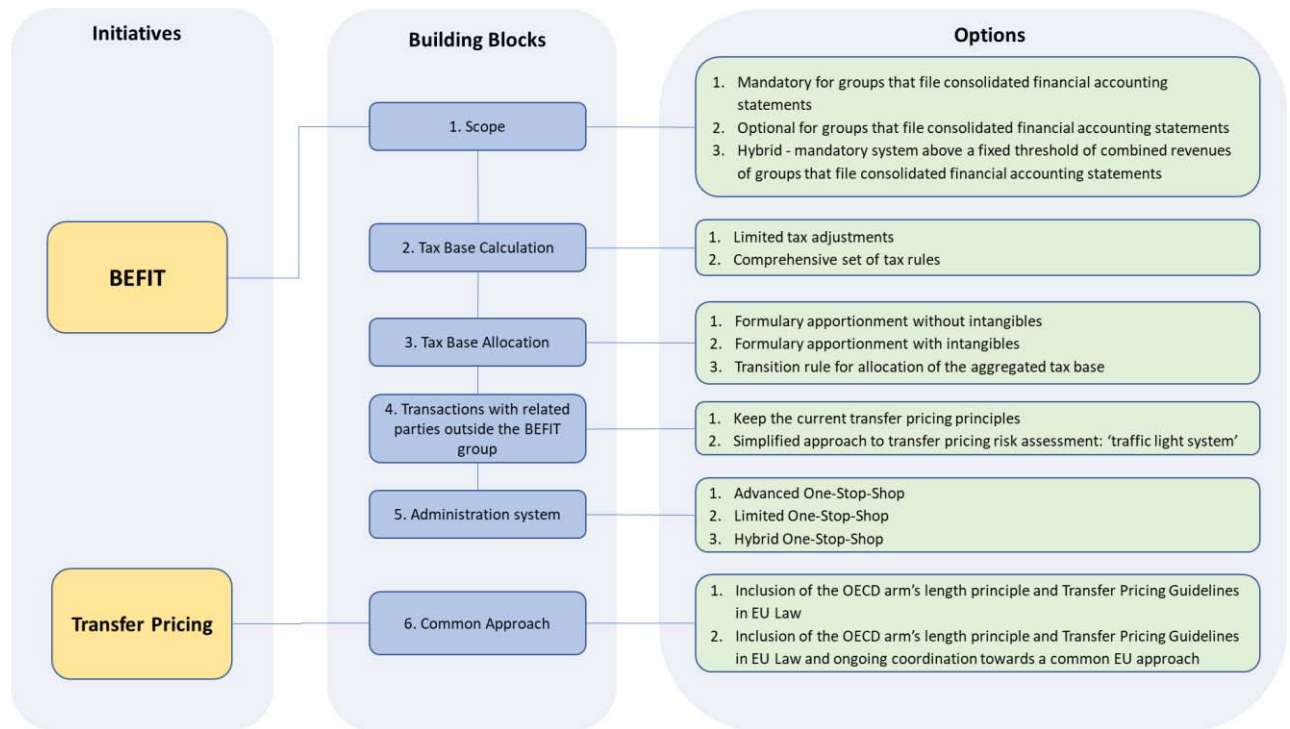 Initiatives
Building Blocks
Options
BEFIT
1. Scope
1. Mandatory for groups that file consolidated financial accounting
statements
2. Optional for groups that file consolidated financial accounting statements
3. Hybrid - mandatory system above a fixed threshold of combined revenues
of groups that file consolidated financial accounting statements
2. Tax Base Calculation
1. Limited tax adjustments
2. Comprehensive set of tax rules
3. Tax Base Allocation
1. Formulary apportionment without intangibles
2. Formulary apportionment with intangibles
3. Transition rule for allocation of the aggregated tax base
4. Transactions with related
parties outside the BEFIT
group
1. Keep the current transfer pricing principles
2. Simplified approach to transfer pricing risk assessment: ‘traffic light system’
5. Administration system
1. Advanced One-Stop-Shop
2. Limited One-Stop-Shop
3. Hybrid One-Stop-Shop
Transfer Pricing
6. Common Approach
1. Inclusion of the OECD arm’s length principle and Transfer Pricing Guidelines
in EU Law
2. Inclusion of the OECD arm’s length principle and Transfer Pricing Guidelines
in EU Law and ongoing coordination towards a common EU approach